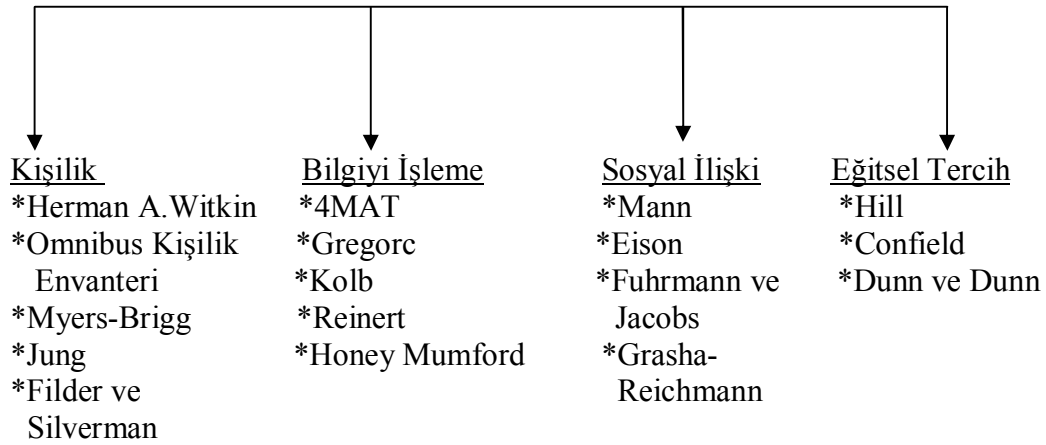 Kişilik
*Herman A.Witkin
*Omnibus Kişilik
Envanteri
*Myers-Brigg
*Jung
*Filder ve
Silverman
Bilgiyi İşleme
*4MAT
*Gregorc
*Kolb
*Reinert
*Honey Mumford
Sosyal İlişki
*Mann
*Eison
*Fuhrmann ve
Jacobs
*Grasha-
Reichmann
Eğitsel Tercih
*Hill
*Confield
*Dunn ve Dunn